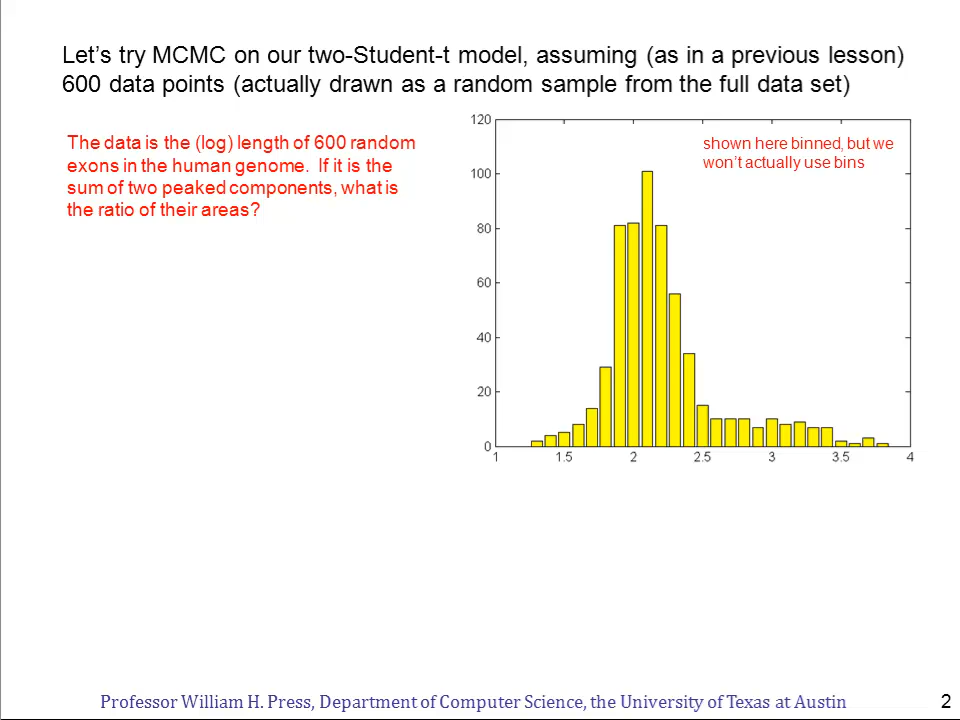 Let's try MCMC on our two-Student-t model, assuming (as in a previous lesson)
600 data points (actually drawn as a random sample from the full data set)
The data is the (log) length of 600 random
exons in the human genome. If it is the
sum of two peaked components, what is
the ratio of their areas?
shown here binned, but we
won't actually use bins
120
100
80
60
40
20
0
1
1.5
2
2.5
3
3.5
4
Professor William H. Press, Department of Computer Science, the University of Texas at Austin
2